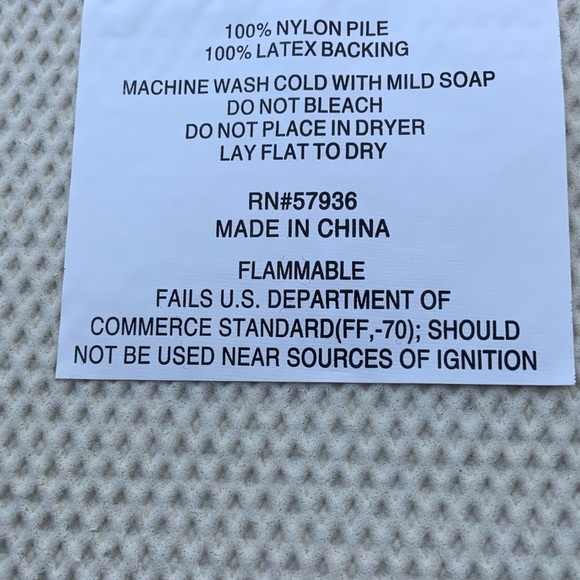 100% NYLON PILE
100% LATEX BACKING
MACHINE WASH COLD WITH MILD SOAP
DO NOT BLEACH
DO NOT PLACE IN DRYER
LAY FLAT TO DRY
RN#57936
MADE IN CHINA
FLAMMABLE
FAILS U.S. DEPARTMENT OF
COMMERCE STANDARD(FF,-70); SHOULD
NOT BE USED NEAR SOURCES OF IGNITION